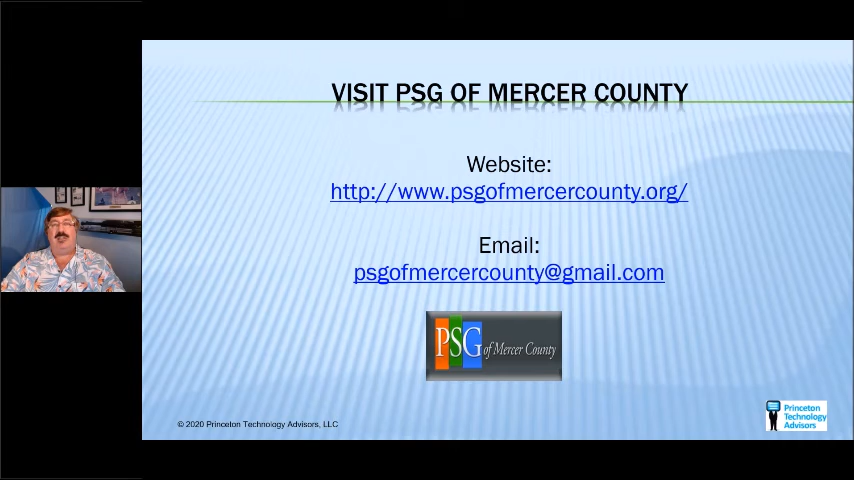 VISIT PSG OF MERCER COUNTY
Website:
http://www.psgofmercercounty.org/
Email:
psgofmercercounty@gmail.com
PSG of Mercer County
© 2020 Princeton Technology Advisors, LLC
Princeton
Technology
Advisors